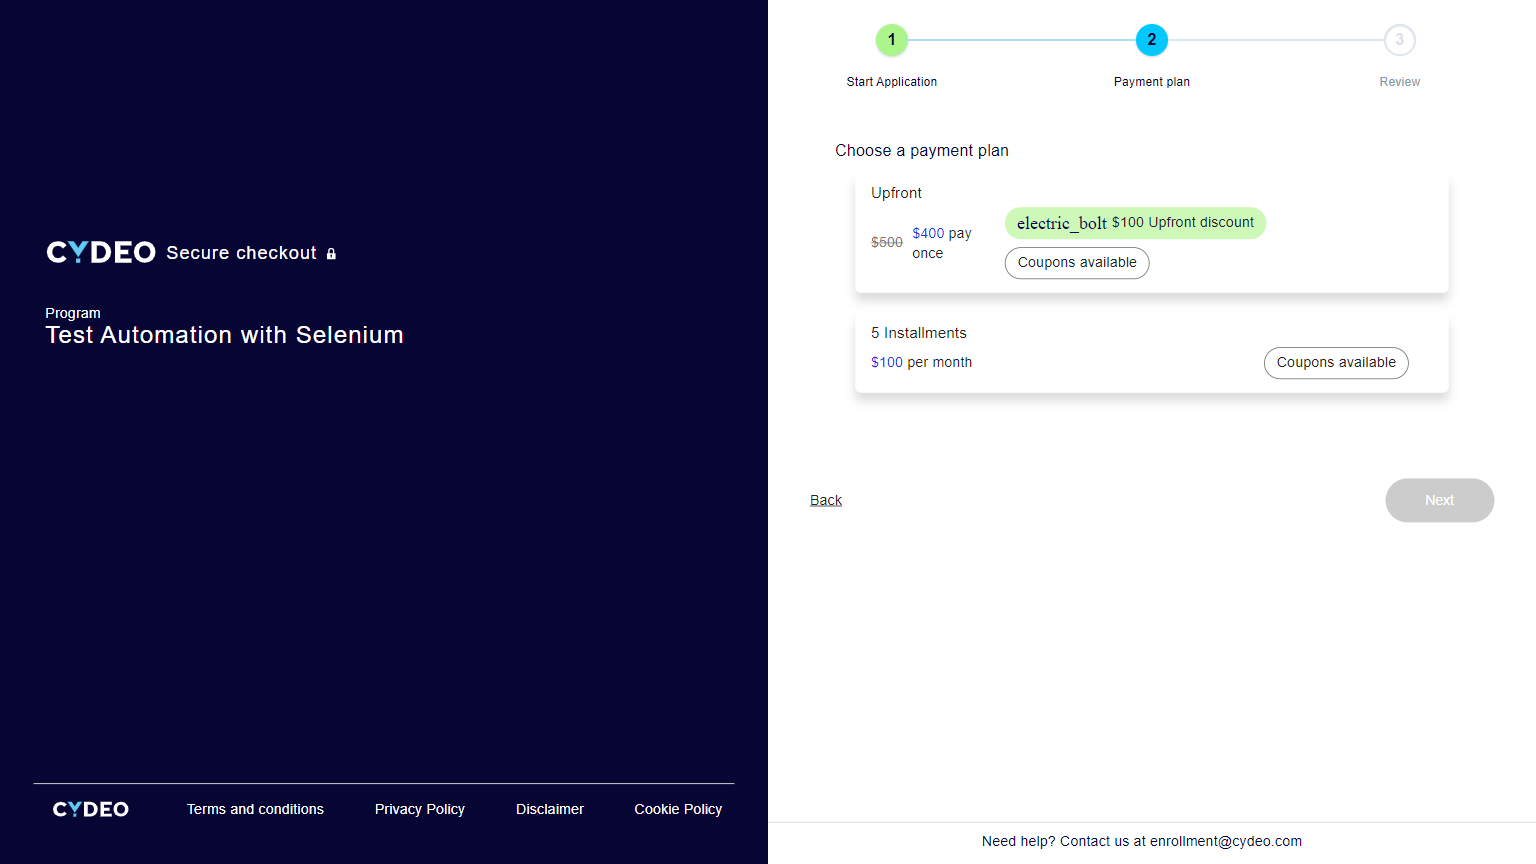 CYDEO Secure checkout
Program
Test Automation with Selenium
CYDEO Terms and conditions Privacy Policy Disclaimer Cookie Policy
1 2 3
Start Application Payment plan Review
Choose a payment plan
Upfront
$500 $400 pay once
electric_bolt $100 Upfront discount
Coupons available
5 Installments
$100 per month Coupons available
Back Next
Need help? Contact us at enrollment@cydeo.com